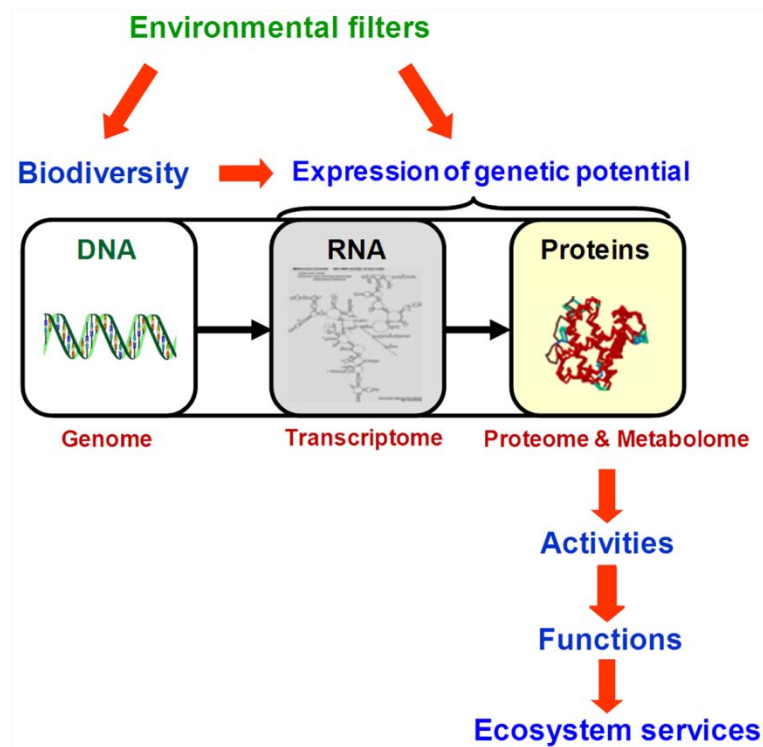 Environmental filters
Biodiversity
Expression of genetic potential
DNA
RNA
Proteins
Genome
Transcriptome
Proteome & Metabolome
Activities
Functions
Ecosystem services